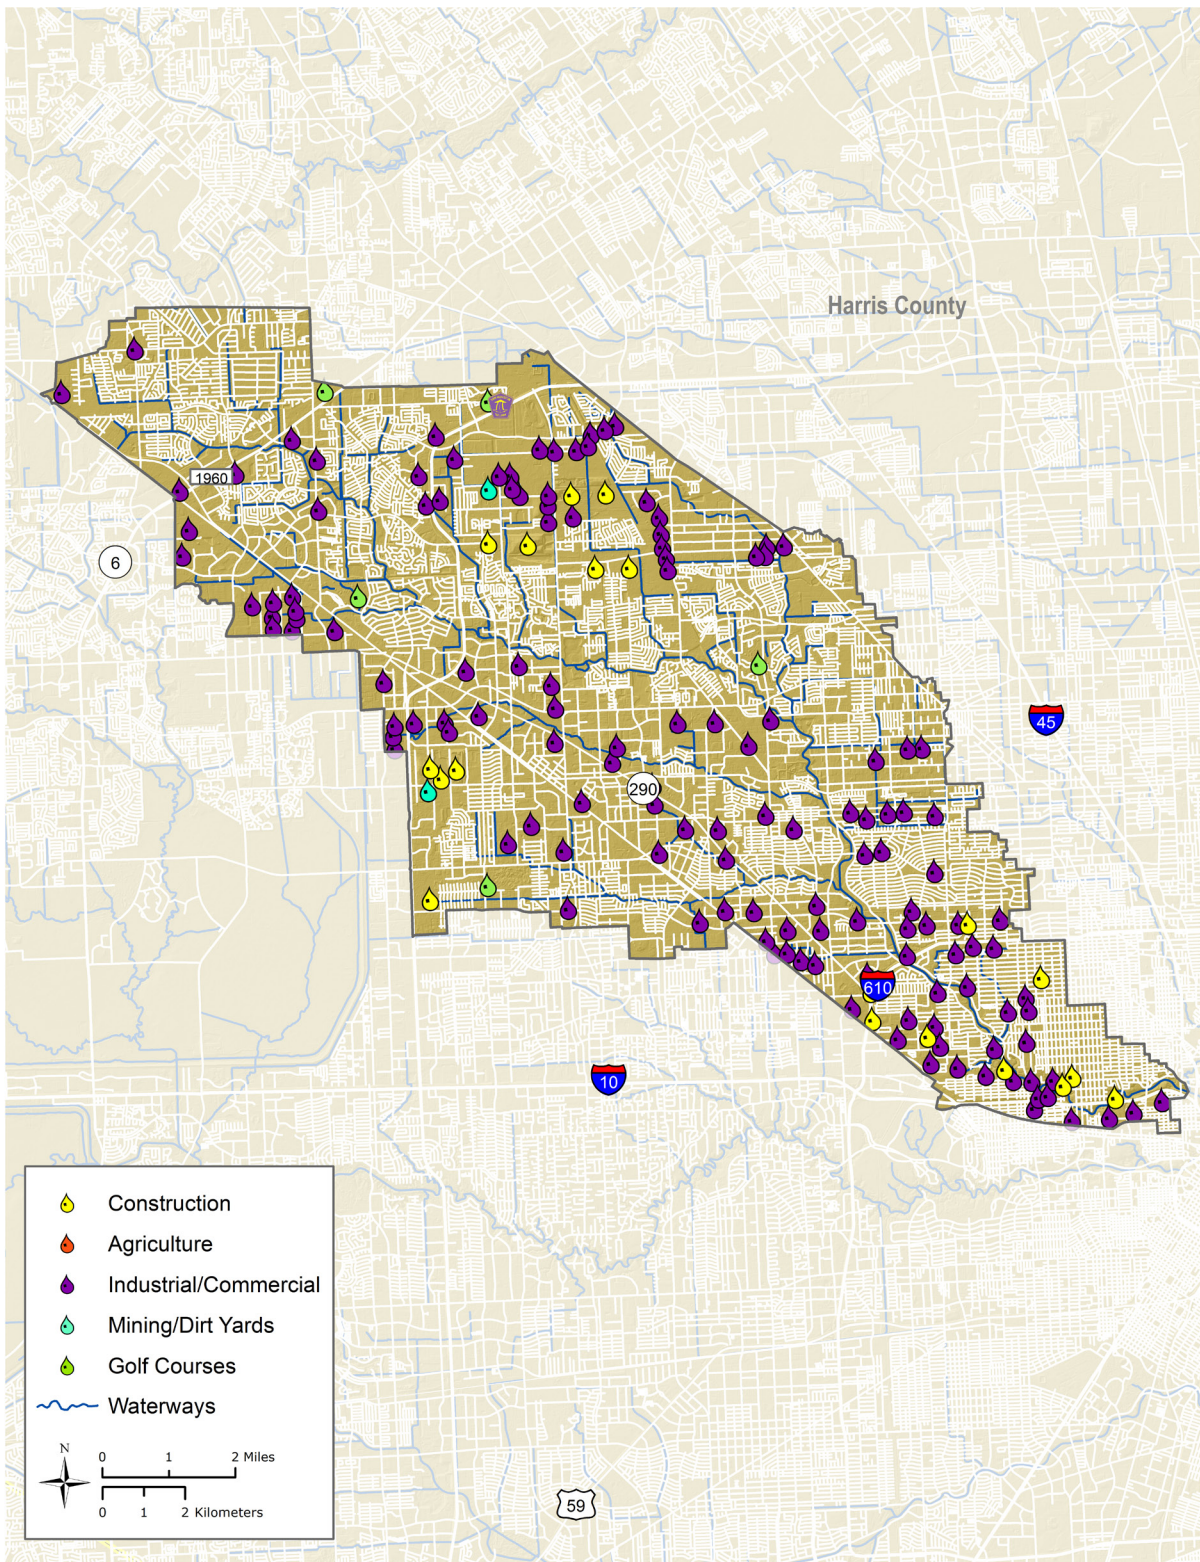 Harris County
1960
6
45
290
610
10
Construction
Agriculture
Industrial/Commercial
Mining/Dirt Yards
Golf Courses
Waterways
N
0 1 2 Miles
0 1 2 Kilometers
59